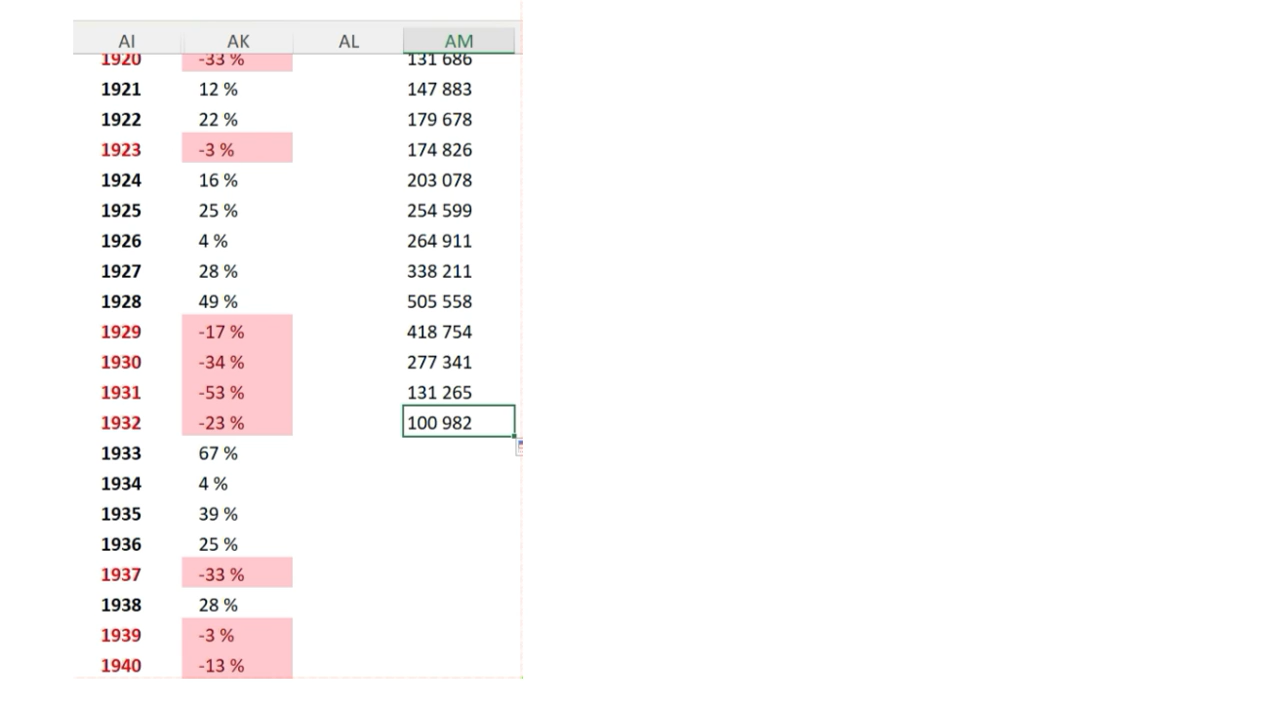 AI AK AL AM
1920 -33 % 131 686
1921 12 % 147 883
1922 22 % 179 678
1923 -3 % 174 826
1924 16 % 203 078
1925 25 % 254 599
1926 4 % 264 911
1927 28 % 338 211
1928 49 % 505 558
1929 -17 % 418 754
1930 -34 % 277 341
1931 -53 % 131 265
1932 -23 % 100 982
1933 67 %
1934 4 %
1935 39 %
1936 25 %
1937 -33 %
1938 28 %
1939 -3 %
1940 -13 %